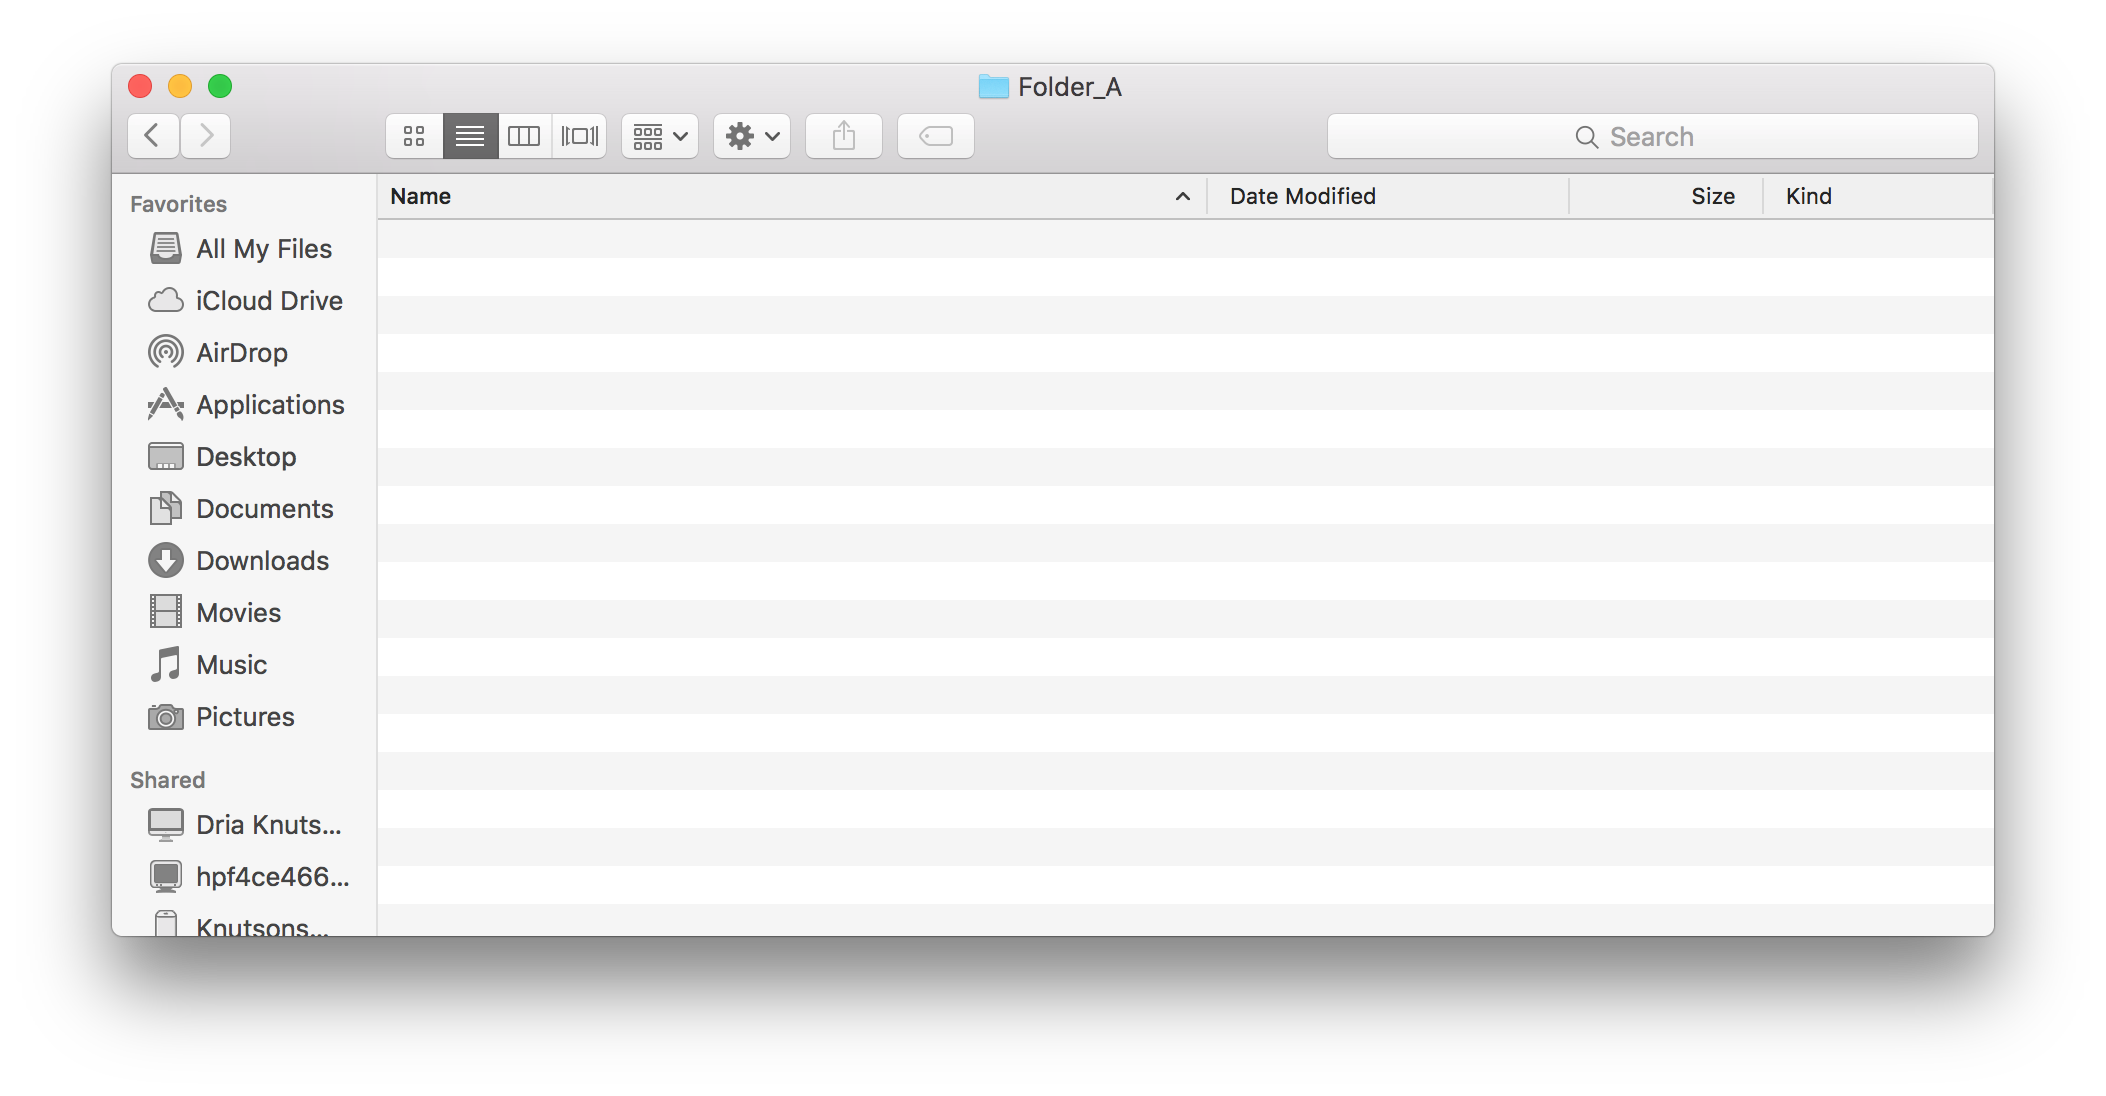 Folder_A
Search
Favorites
All My Files
iCloud Drive
AirDrop
Applications
Desktop
Documents
Downloads
Movies
Music
Pictures
Shared
Dria Knuts...
hpf4ce466...
Knutsons...
Name Date Modified Size Kind